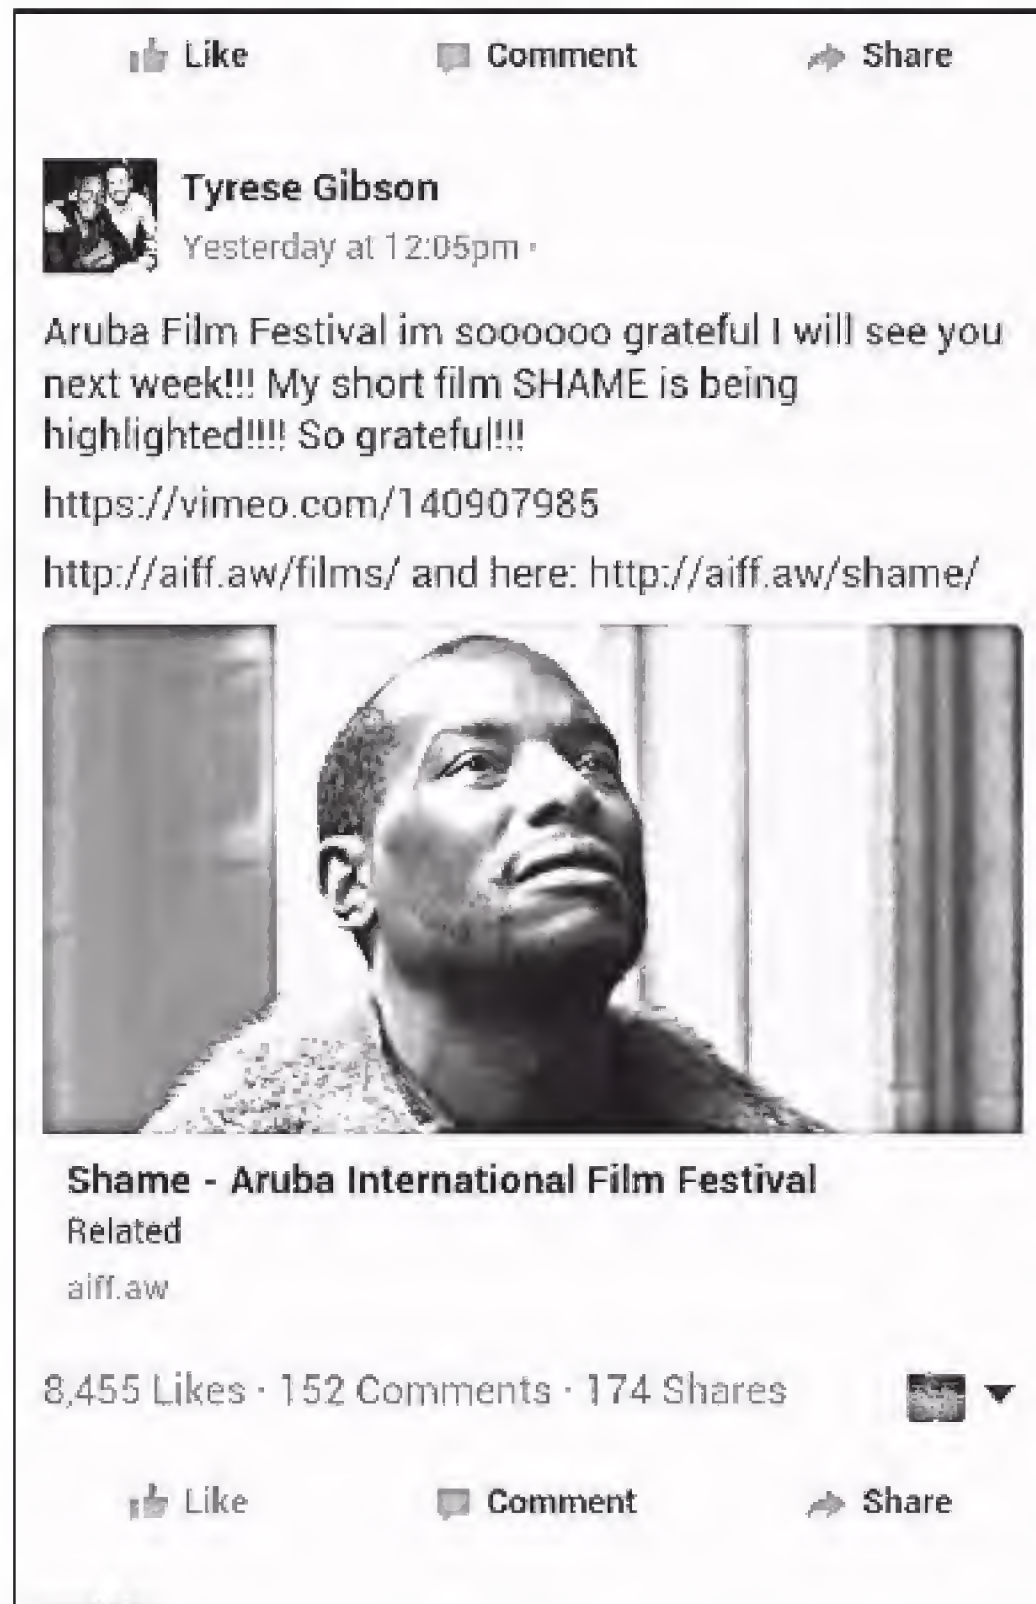 Like Comment Share
Tyrese Gibson
Yesterday at 12:05pm ·
Aruba Film Festival im soooooo grateful I will see you
next week!!! My short film SHAME is being
highlighted!!!! So grateful!!!
https://vimeo.com/140907985
http://aiff.aw/films/ and here: http://aiff.aw/shame/
Shame - Aruba International Film Festival
Related
aiff.aw
8,455 Likes · 152 Comments · 174 Shares
Like Comment Share